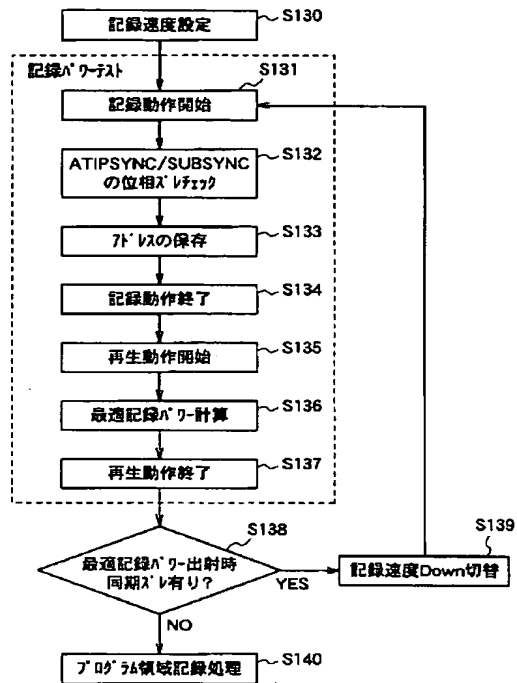 記録速度設定
S130
記録ﾊﾟﾜｰテスト
S131
記録動作開始
S132
ATIPSYNC/SUBSYNC
の位相ｽﾞﾚﾁｪｯｸ
S133
ｱﾄﾞﾚｽの保存
S134
記録動作終了
S135
再生動作開始
S136
最適記録ﾊﾟﾜｰ計算
S137
再生動作終了
S138
最適記録ﾊﾟﾜｰ出射時
同期ｽﾞﾚ有り？
YES
S139
記録速度Down切替
NO
S140
ﾌﾟﾛｸﾞﾗﾑ領域記録処理